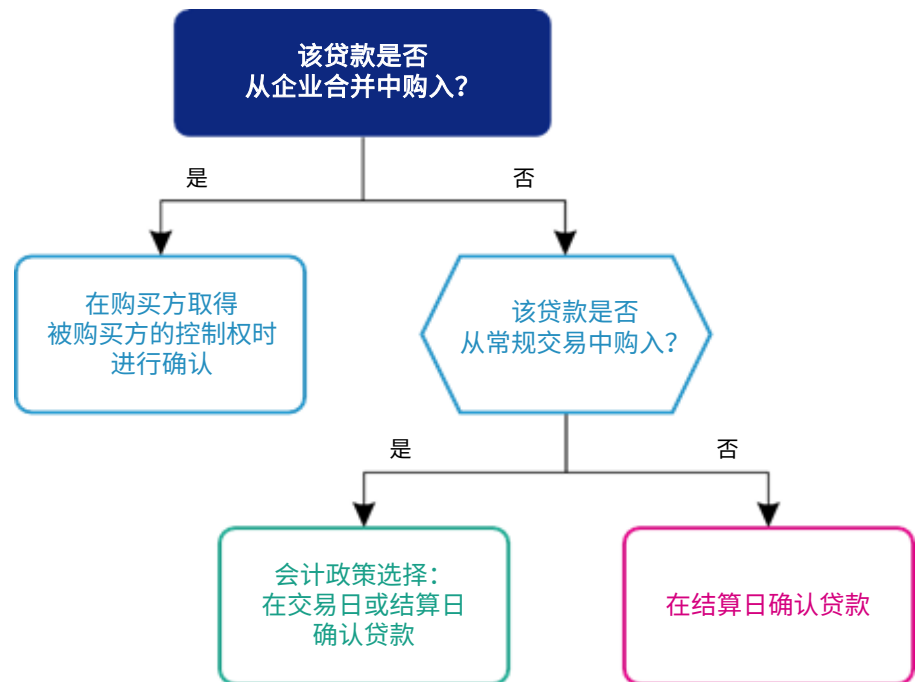 该贷款是否
从企业合并中购入？
是
否
在购买方取得
被购买方的控制权时
进行确认
该贷款是否
从常规交易中购入？
是
否
会计政策选择：
在交易日或结算日
确认贷款
在结算日确认贷款